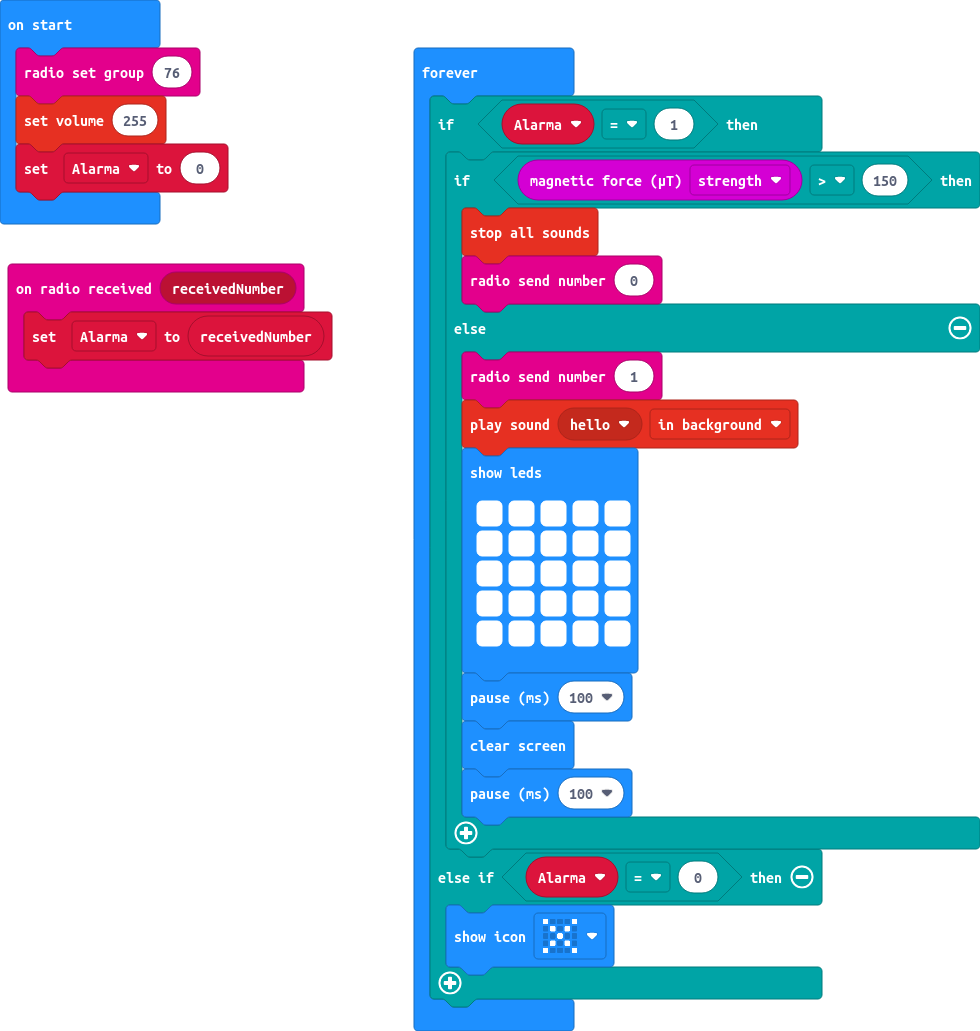 on start
radio set group 76
set volume 255
set Alarma to 0
on radio received receivedNumber
set Alarma to receivedNumber
forever
if Alarma = 1 then
if magnetic force (µT) strength > 150 then
stop all sounds
radio send number 0
else
radio send number 1
play sound hello in background
show leds
pause (ms) 100
clear screen
pause (ms) 100
else if Alarma = 0 then
show icon